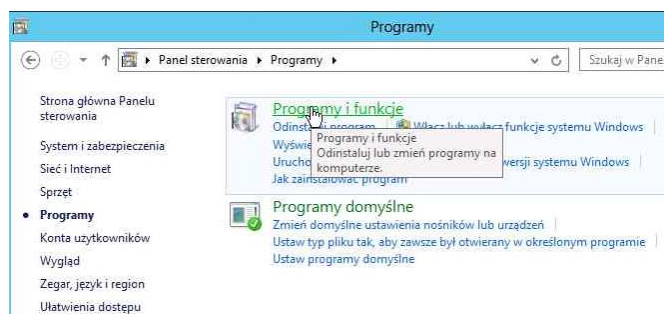 Programy
Panel sterowania ▸ Programy ▸
Szukaj w Pane
Strona główna Panelu
sterowania
System i zabezpieczenia
Sieć i Internet
Sprzęt
Programy
Konta użytkowników
Wygląd
Zegar, język i region
Ułatwienia dostępu
Programy i funkcje
program Włącz lub wyłącz funkcje systemu Windows
Wyświe
Urucho wersji systemu Windows
Jak zainstalować program
Programy i funkcje
Odinstaluj lub zmień programy na
komputerze.
Programy domyślne
Zmień domyślne ustawienia nośników lub urządzeń
Ustaw typ pliku tak, aby zawsze był otwierany w określonym programie
Ustaw programy domyślne